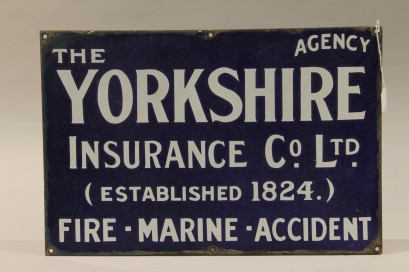 THE AGENCY
YORKSHIRE
INSURANCE Co. LTD.
(ESTABLISHED 1824.)
FIRE - MARINE - ACCIDENT